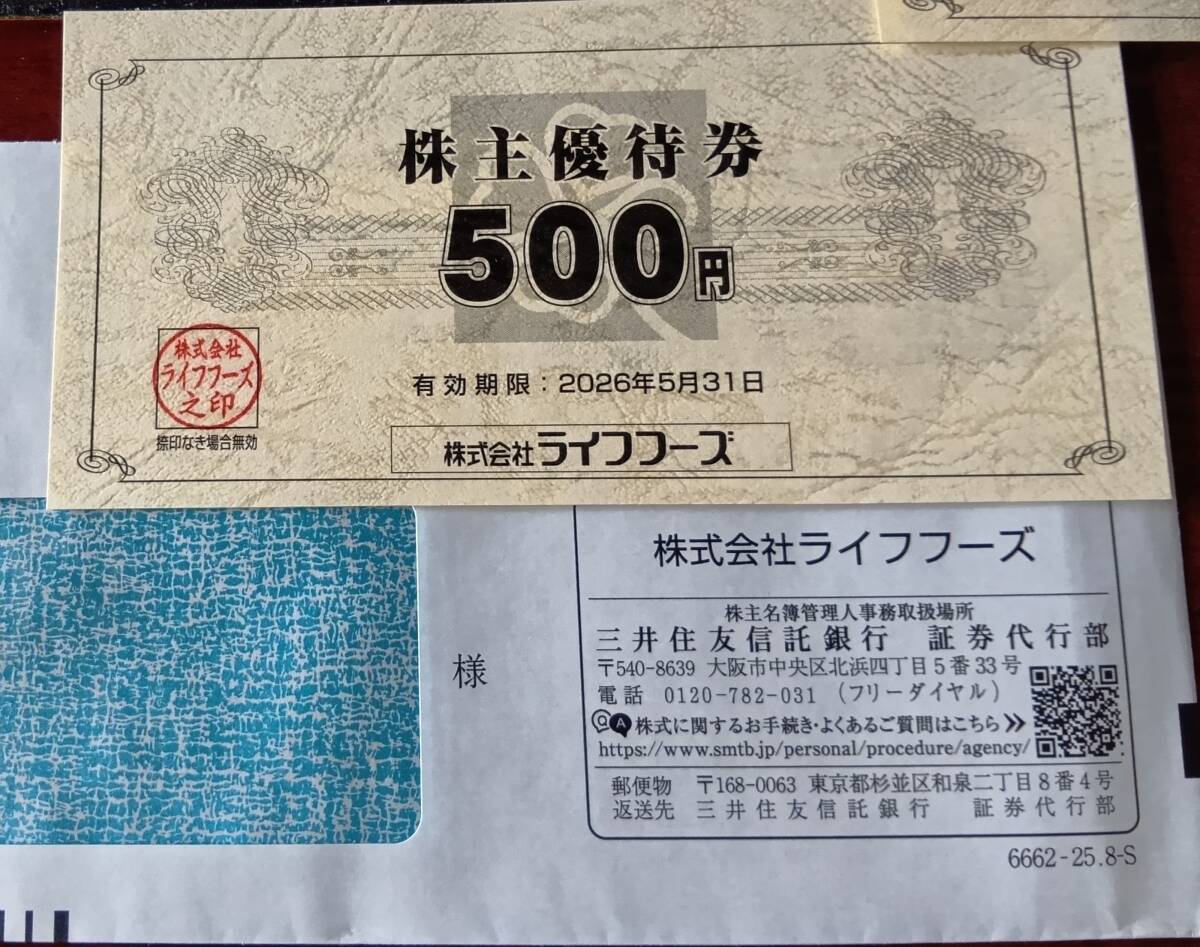 株主優待券
500円
有効期限：2026年5月31日
株式会社
ライフフーズ
之印
捺印なき場合無効
株式会社ライフフーズ
株式会社ライフフーズ
株主名簿管理人事務取扱場所
三井住友信託銀行 証券代行部
〒540-8639 大阪市中央区北浜四丁目5番33号
電話 0120-782-031（フリーダイヤル）
Q A 株式に関するお手続き・よくあるご質問はこちら
https://www.smtb.jp/personal/procedure/agency/
郵便物 〒168-0063 東京都杉並区和泉二丁目8番4号
返送先 三井住友信託銀行 証券代行部
様
6662-25.8-S